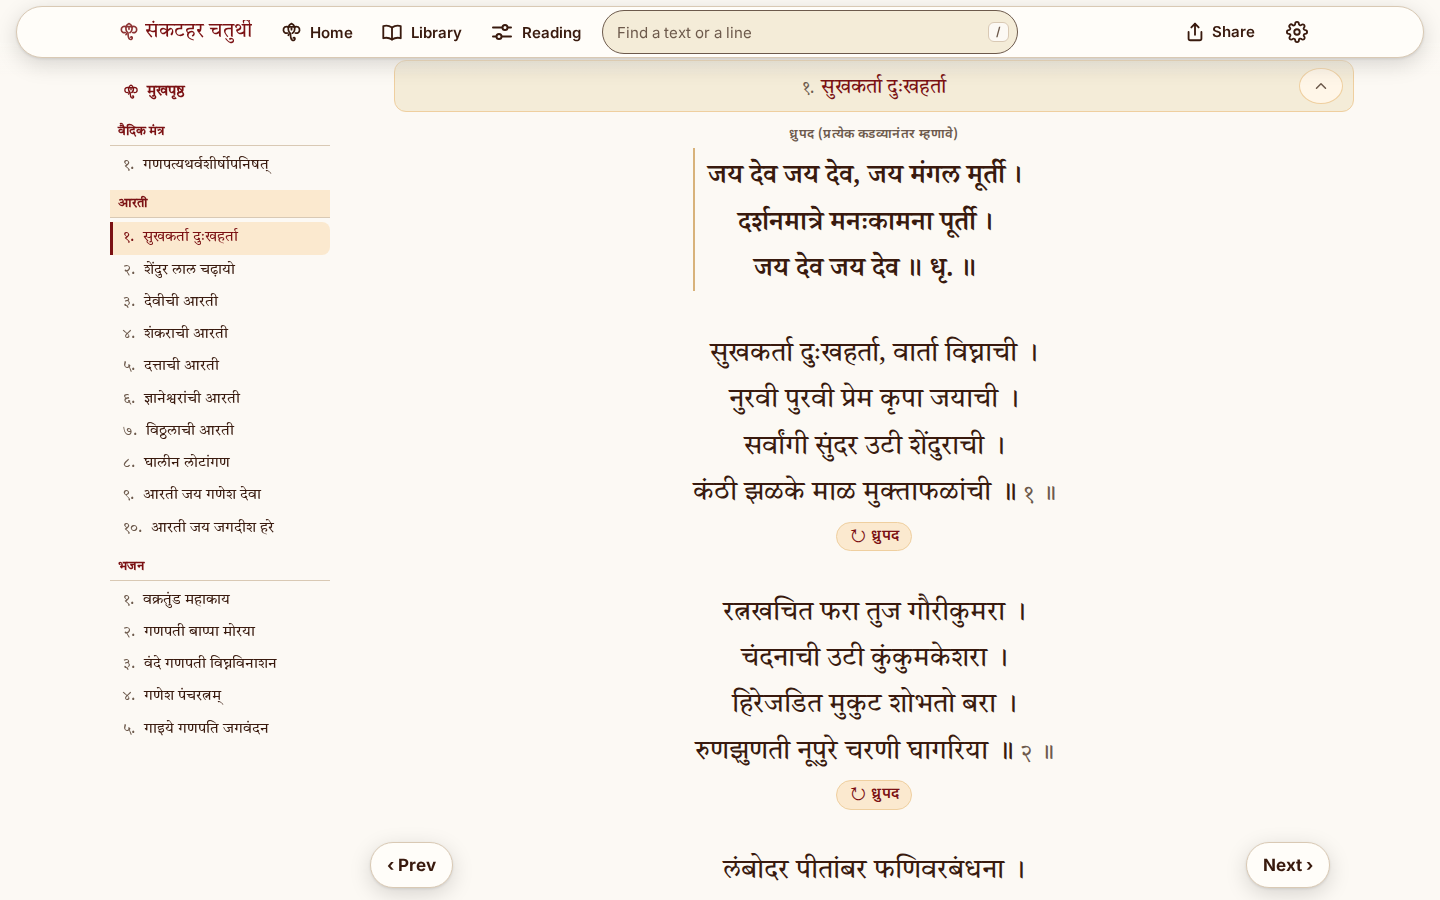 संकटहर चतुर्थी
Home
Library
Reading
Find a text or a line
/
Share
मुखपृष्ठ
वैदिक मंत्र
१. गणपत्यथर्वशीर्षोपनिषत्
आरती
१. सुखकर्ता दुःखहर्ता
२. शेंदुर लाल चढ़ायो
३. देवीची आरती
४. शंकराची आरती
५. दत्ताची आरती
६. ज्ञानेश्वरांची आरती
७. विठ्ठलाची आरती
८. घालीन लोटांगण
९. आरती जय गणेश देवा
१०. आरती जय जगदीश हरे
भजन
१. वक्रतुंड महाकाय
२. गणपती बाप्पा मोरया
३. वंदे गणपती विघ्नविनाशन
४. गणेश पंचरत्नम्
५. गाइये गणपति जगवंदन
१. सुखकर्ता दुःखहर्ता
ध्रुपद (प्रत्येक कडव्यानंतर म्हणावे)
जय देव जय देव, जय मंगल मूर्ती ।
दर्शनमात्रे मनःकामना पूर्ती ।
जय देव जय देव ॥ धृ. ॥
सुखकर्ता दुःखहर्ता, वार्ता विघ्नाची ।
नुरवी पुरवी प्रेम कृपा जयाची ।
सर्वांगी सुंदर उटी शेंदुराची ।
कंठी झळके माळ मुक्ताफळांची ॥ १ ॥
↻ ध्रुपद
रत्नखचित फरा तुज गौरीकुमरा ।
चंदनाची उटी कुंकुमकेशरा ।
हिरेजडित मुकुट शोभतो बरा ।
रुणझुणती नूपुरे चरणी घागरिया ॥ २ ॥
↻ ध्रुपद
लंबोदर पीतांबर फणिवरबंधना ।
‹ Prev
Next ›